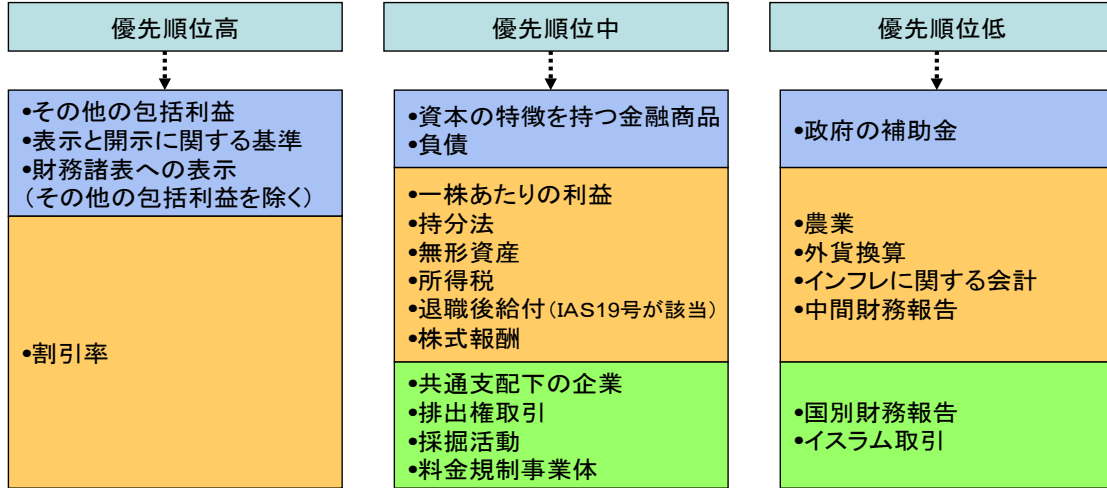 優先順位高
•その他の包括利益
•表示と開示に関する基準
•財務諸表への表示
（その他の包括利益を除く）
•割引率
優先順位中
•資本の特徴を持つ金融商品
•負債
•一株あたりの利益
•持分法
•無形資産
•所得税
•退職後給付（IAS19号が該当）
•株式報酬
•共通支配下の企業
•排出権取引
•採掘活動
•料金規制事業体
優先順位低
•政府の補助金
•農業
•外貨換算
•インフレに関する会計
•中間財務報告
•国別財務報告
•イスラム取引